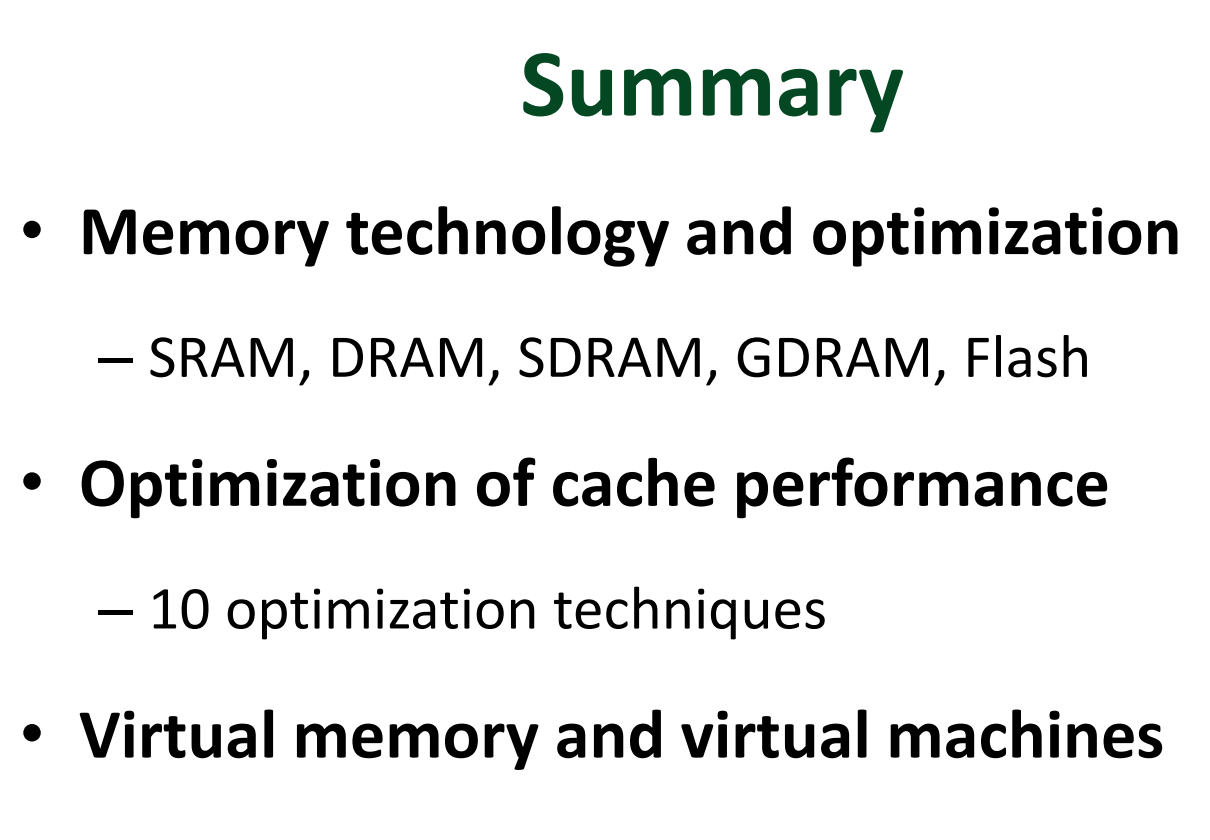 Summary
• Memory technology and optimization
– SRAM, DRAM, SDRAM, GDRAM, Flash
• Optimization of cache performance
– 10 optimization techniques
• Virtual memory and virtual machines